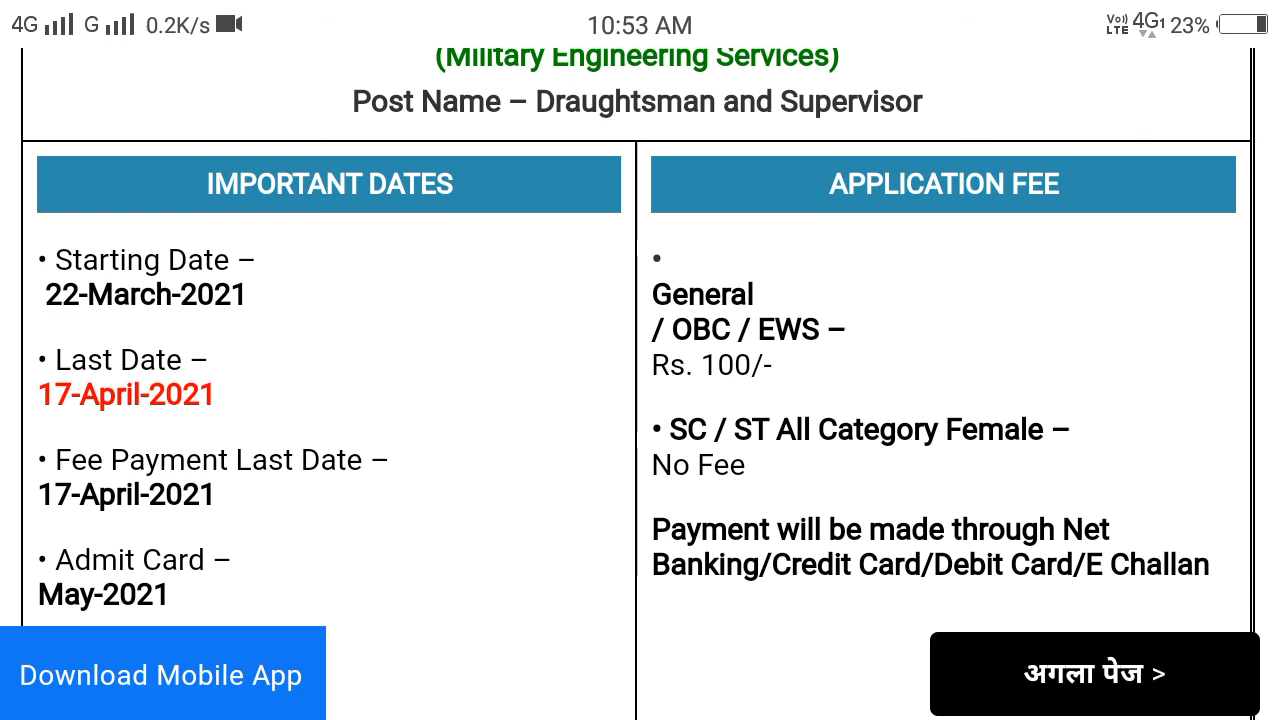 4G G 0.2K/s 10:53 AM Vo)) LTE 4G1 23%
(Military Engineering Services)
Post Name – Draughtsman and Supervisor
IMPORTANT DATES
• Starting Date –
22-March-2021
• Last Date –
17-April-2021
• Fee Payment Last Date –
17-April-2021
• Admit Card –
May-2021
APPLICATION FEE
•
General
/ OBC / EWS –
Rs. 100/-
• SC / ST All Category Female –
No Fee
Payment will be made through Net
Banking/Credit Card/Debit Card/E Challan
Download Mobile App
अगला पेज >